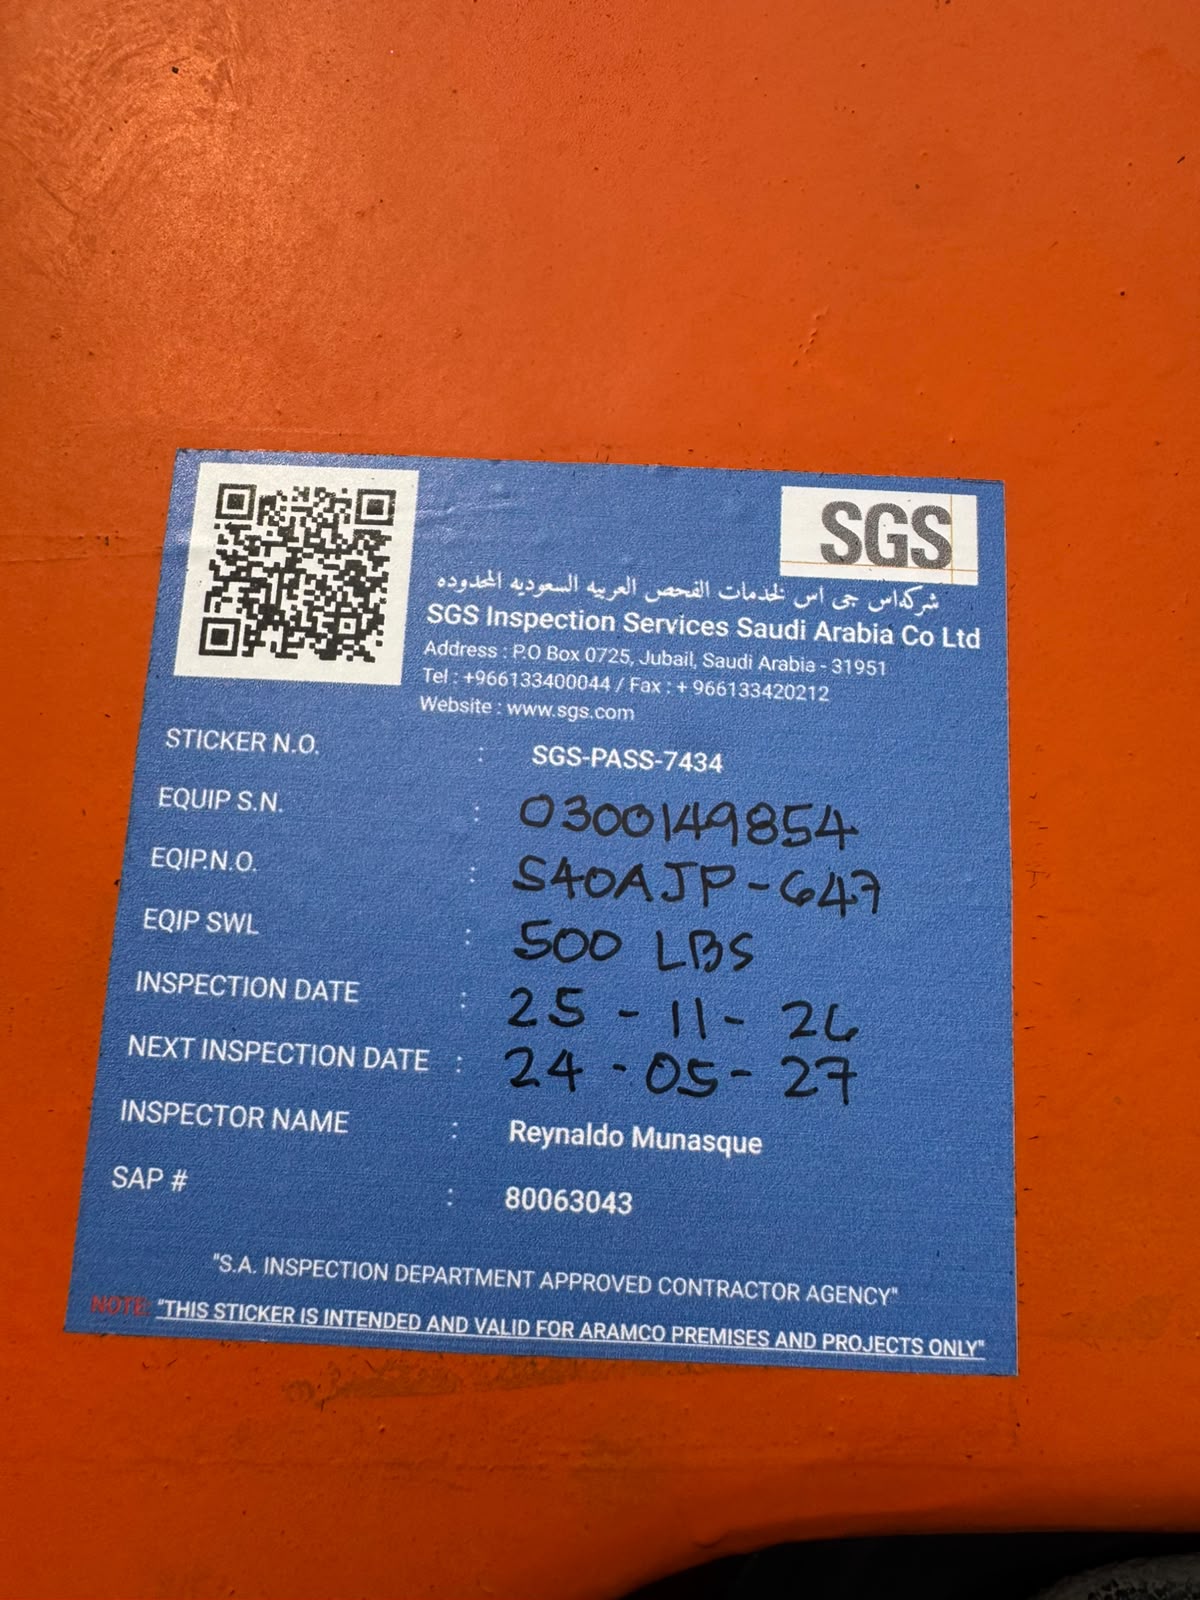 SGS
شركة اس جي اس لخدمات الفحص العربيه السعوديه المحدوده
SGS Inspection Services Saudi Arabia Co Ltd
Address : P.O Box 0725, Jubail, Saudi Arabia - 31951
Tel : +966133400044 / Fax : + 966133420212
Website : www.sgs.com
STICKER N.O. : SGS-PASS-7434
EQUIP S.N. : 0300149854
EQIP.N.O. : S40AJP-647
EQIP SWL : 500 LBS
INSPECTION DATE : 25 - 11 - 26
NEXT INSPECTION DATE : 24 - 05 - 27
INSPECTOR NAME : Reynaldo Munasque
SAP # : 80063043
"S.A. INSPECTION DEPARTMENT APPROVED CONTRACTOR AGENCY"
NOTE: "THIS STICKER IS INTENDED AND VALID FOR ARAMCO PREMISES AND PROJECTS ONLY"